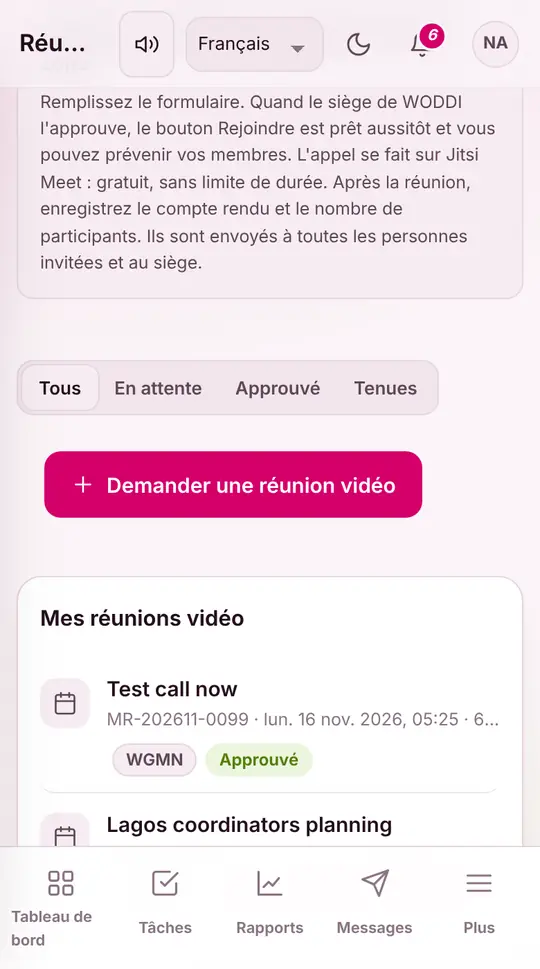 Réu...
Français
6
NA
Remplissez le formulaire. Quand le siège de WODDI
l'approuve, le bouton Rejoindre est prêt aussitôt et vous
pouvez prévenir vos membres. L'appel se fait sur Jitsi
Meet : gratuit, sans limite de durée. Après la réunion,
enregistrez le compte rendu et le nombre de
participants. Ils sont envoyés à toutes les personnes
invitées et au siège.
Tous
En attente
Approuvé
Tenues
Demander une réunion vidéo
Mes réunions vidéo
Test call now
MR-202611-0099 · lun. 16 nov. 2026, 05:25 · 6...
WGMN
Approuvé
Lagos coordinators planning
Tableau de
bord
Tâches
Rapports
Messages
Plus